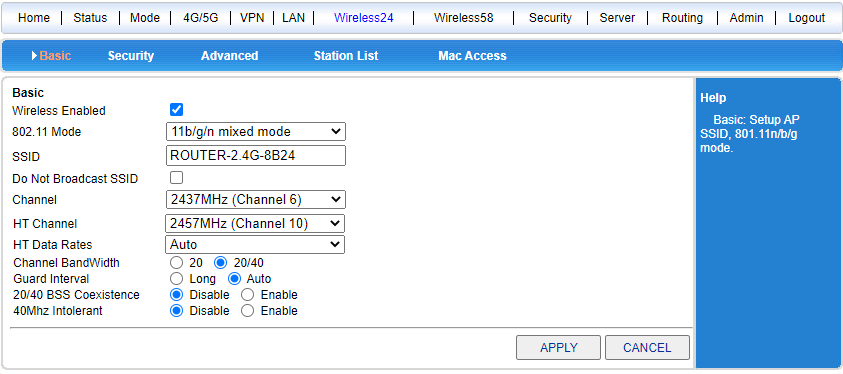 Home | Status | Mode | 4G/5G | VPN | LAN | Wireless24 | Wireless58 | Security | Server | Routing | Admin | Logout
Basic Security Advanced Station List Mac Access
Basic
Wireless Enabled
802.11 Mode 11b/g/n mixed mode
SSID ROUTER-2.4G-8B24
Do Not Broadcast SSID
Channel 2437MHz (Channel 6)
HT Channel 2457MHz (Channel 10)
HT Data Rates Auto
Channel BandWidth 20 20/40
Guard Interval Long Auto
20/40 BSS Coexistence Disable Enable
40Mhz Intolerant Disable Enable
APPLY CANCEL
Help
Basic: Setup AP
SSID, 801.11n/b/g
mode.